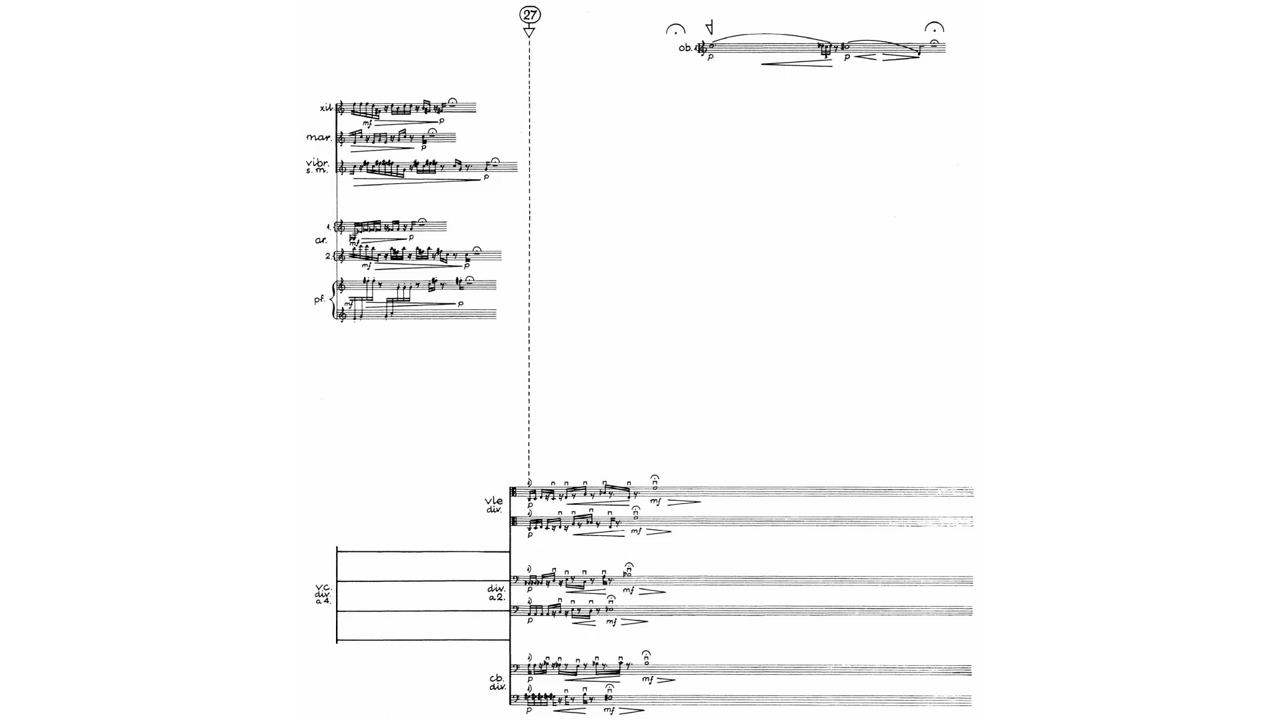 27
ob.
p p
xil.
mf p
mar.
p
vibr.
s.m.
p
1.
ar.
mf p
2.
mf p
pf.
mf p
vle
div.
p mf
p mf
v.c.
div.
a 4.
div.
a 2.
p mf
p mf
cb.
div.
p mf
p mf